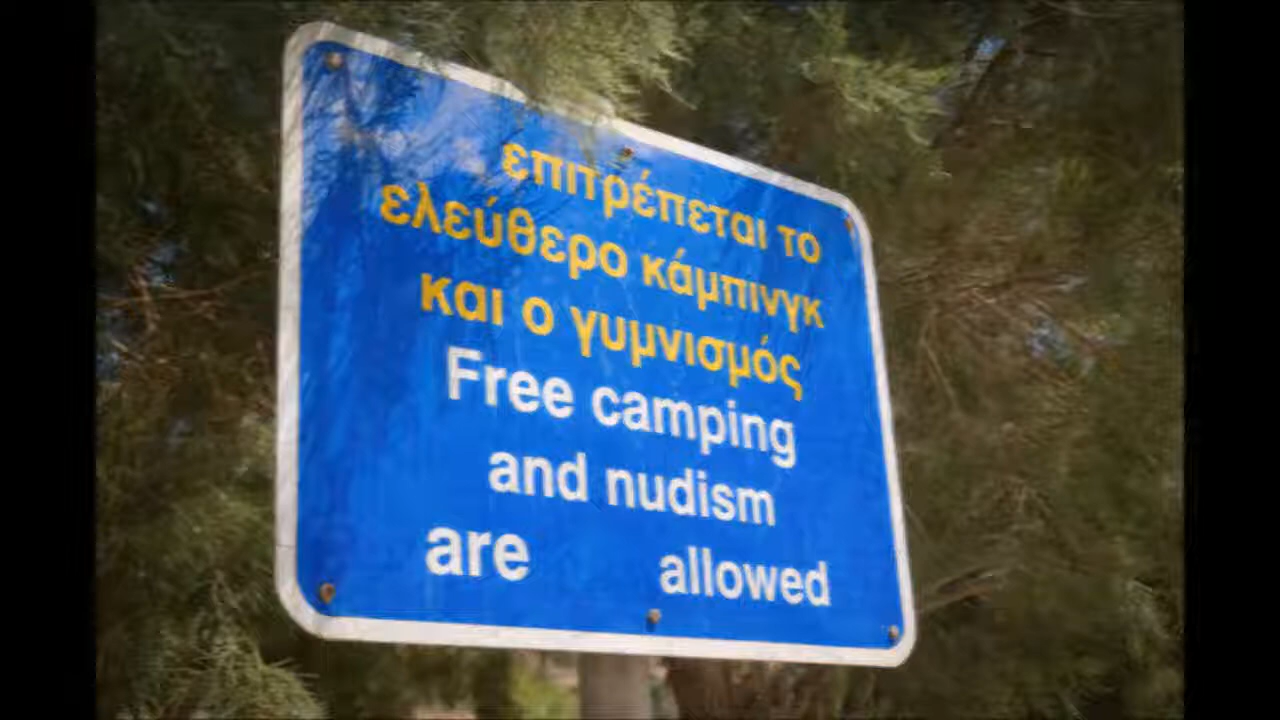 επιτρέπεται το
ελεύθερο κάμπινγκ
και ο γυμνισμός
Free camping
and nudism
are allowed